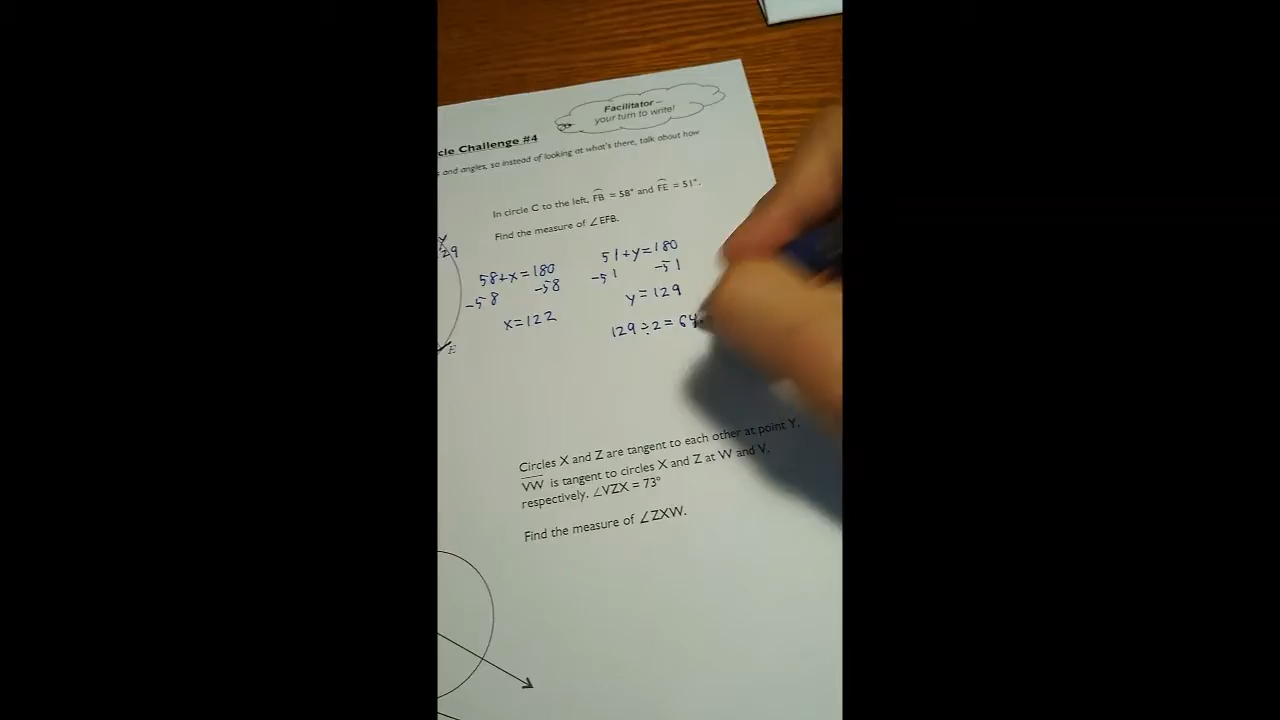 Facilitator –
your turn to write!
cle Challenge #4
and angles, so instead of looking at what's there, talk about how
In circle C to the left, FB = 58° and FE = 51°.
Find the measure of ∠EFB.
29
58+x=180
-58 -58
x=122
51+y=180
-51 -51
y=129
129÷2=64.
E
Circles X and Z are tangent to each other at point Y.
VW is tangent to circles X and Z at W and V,
respectively. ∠VZX = 73°
Find the measure of ∠ZXW.